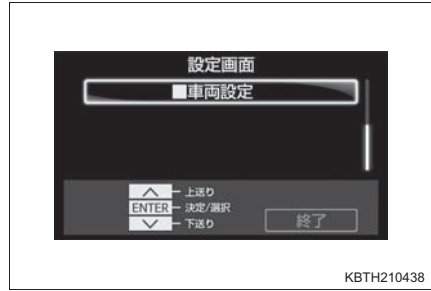 設定画面
■車両設定
上送り
ENTER 決定/選択
下送り
終了
KBTH210438